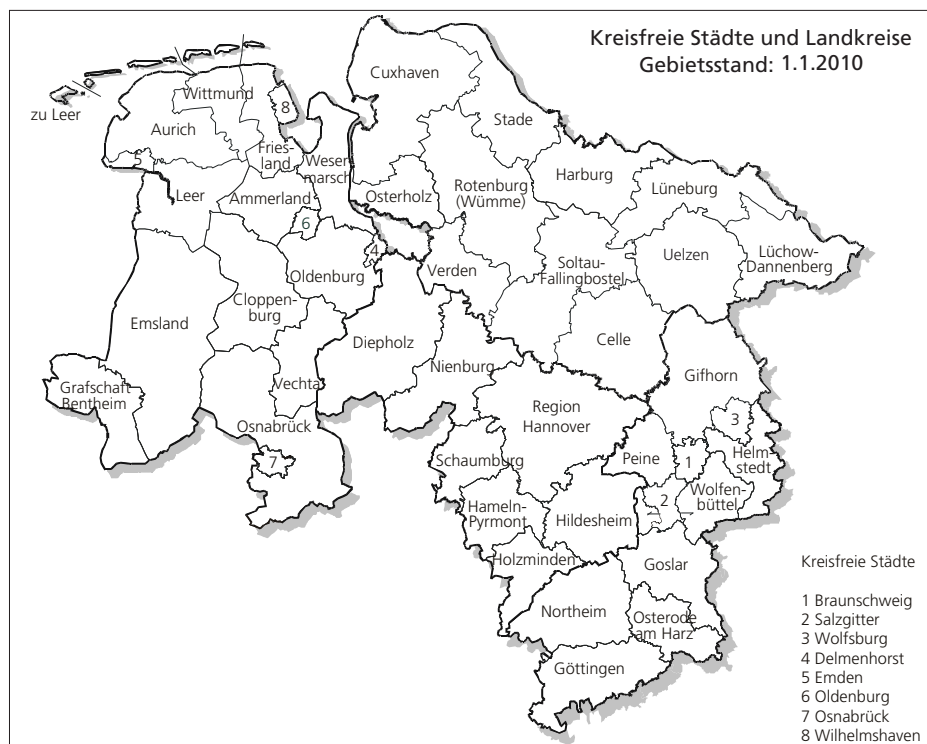 Kreisfreie Städte und Landkreise
Gebietsstand: 1.1.2010
Cuxhaven
Wittmund
8
zu Leer
Stade
Aurich
Fries-
land
Weser-
marsch
Harburg
5
Lüneburg
Rotenburg
(Wümme)
Leer
Ammerland
Osterholz
6
4
Uelzen
Lüchow-
Dannenberg
Oldenburg
Verden
Soltau-
Fallingbostel
Cloppen-
burg
Emsland
Diepholz
Celle
Nienburg
Gifhorn
Grafschaft
Bentheim
Vechta
Region
Hannover
3
Osnabrück
Helm-
stedt
Peine
1
7
Schaumburg
Wolfen-
büttel
2
Hameln-
Pyrmont
Hildesheim
Holzminden
Goslar
Northeim
Osterode
am Harz
Göttingen
Kreisfreie Städte
1 Braunschweig
2 Salzgitter
3 Wolfsburg
4 Delmenhorst
5 Emden
6 Oldenburg
7 Osnabrück
8 Wilhelmshaven